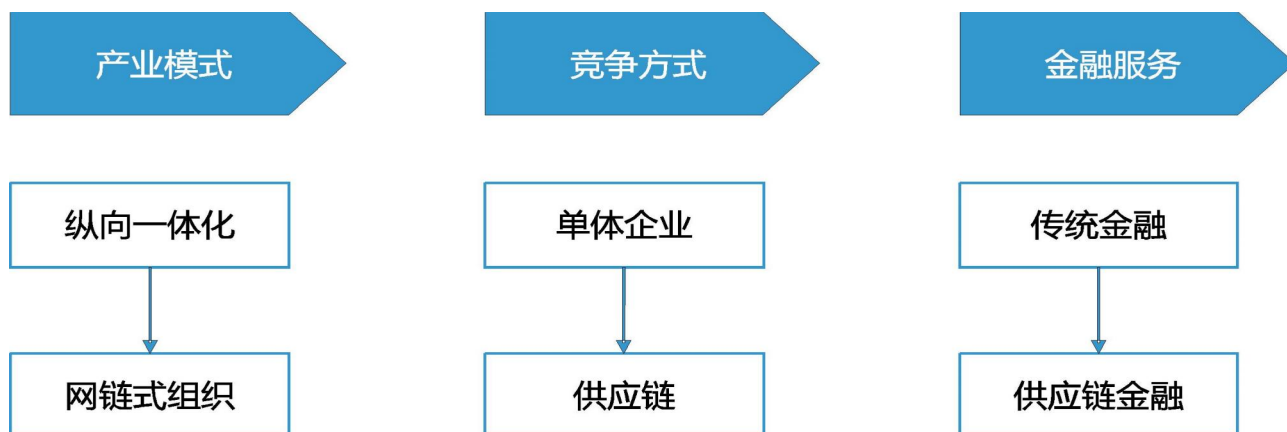 产业模式
竞争方式
金融服务
纵向一体化
单体企业
传统金融
网链式组织
供应链
供应链金融